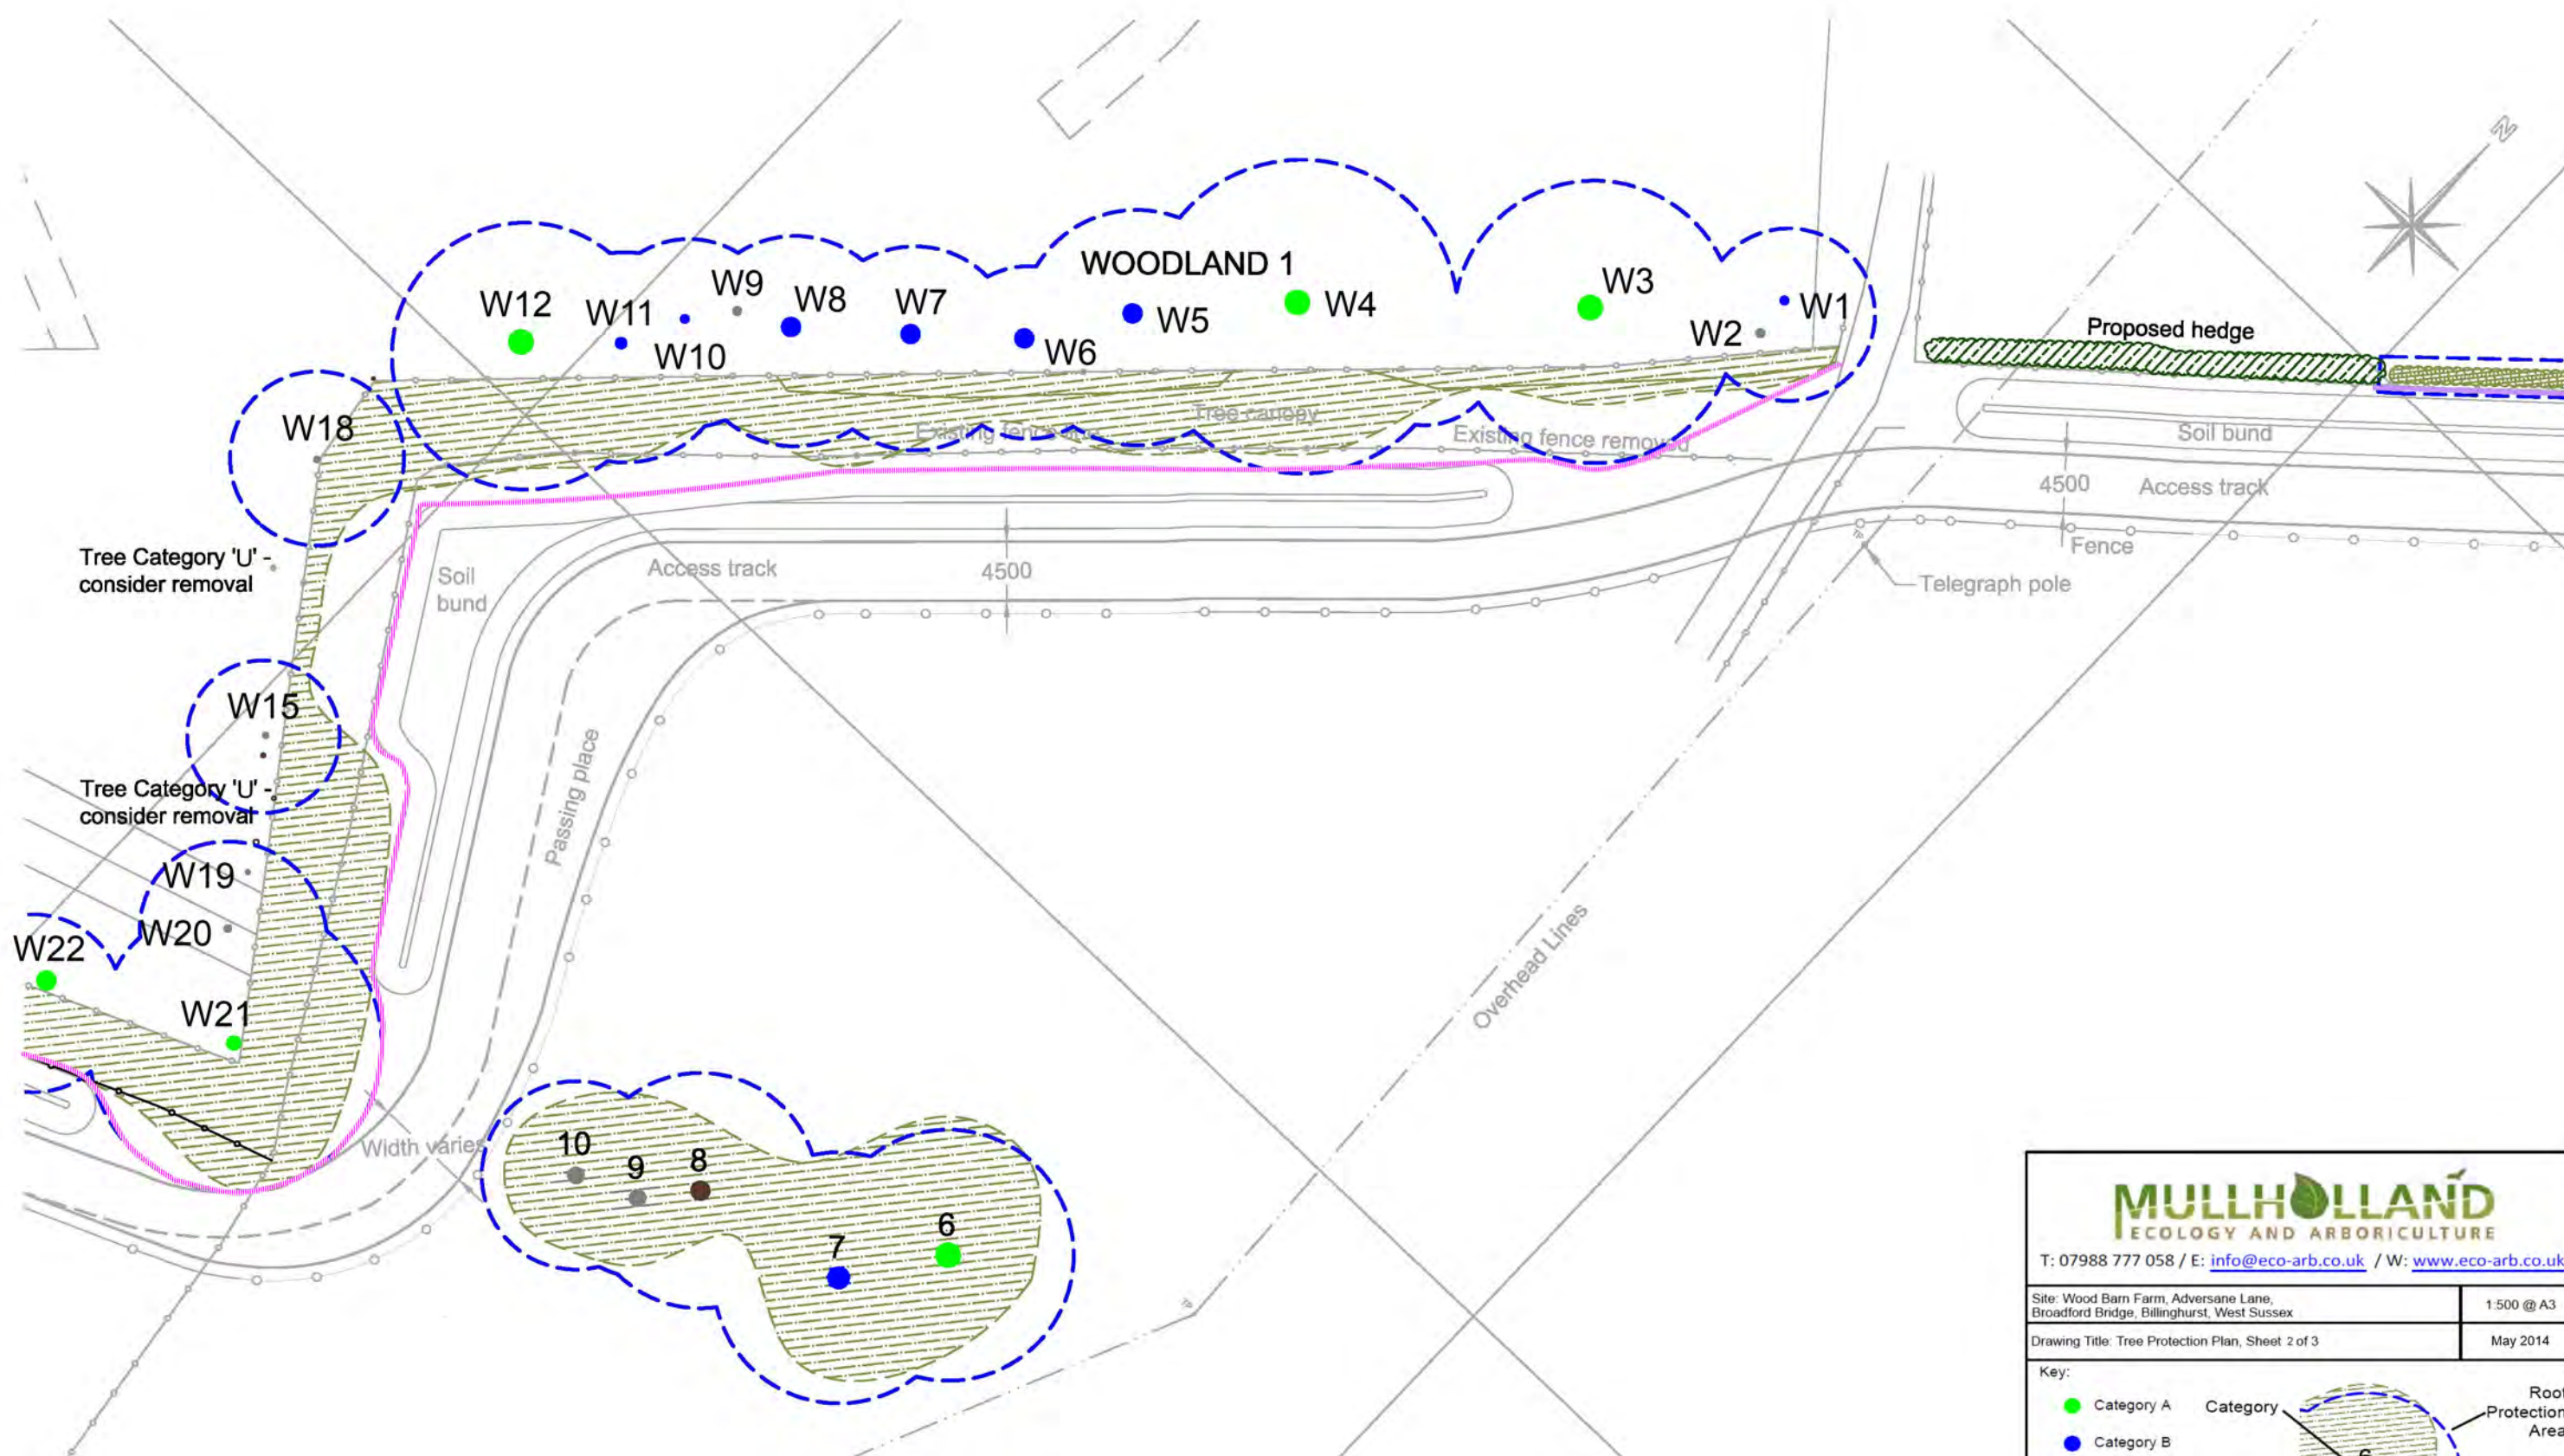 N
WOODLAND 1
W12
W11
W10
W9
W8
W7
W6
W5
W4
W3
W2
W1
Proposed hedge
W18
Tree canopy
Existing fence
Existing fence removed
Soil bund
4500
Access track
Fence
Telegraph pole
Tree Category 'U' -
consider removal
Soil
bund
Access track
4500
W15
Passing place
Tree Category 'U' -
consider removal
W19
W20
W22
W21
Overhead Lines
Width varies
10
9
8
7
6
MULLHOLLAND
ECOLOGY AND ARBORICULTURE
T: 07988 777 058 / E: info@eco-arb.co.uk / W: www.eco-arb.co.uk
Site: Wood Barn Farm, Adversane Lane,
Broadford Bridge, Billinghurst, West Sussex
1:500 @ A3
Drawing Title: Tree Protection Plan, Sheet 2 of 3
May 2014
Key:
Category A
Category B
Category
Root
Protection
Area
6